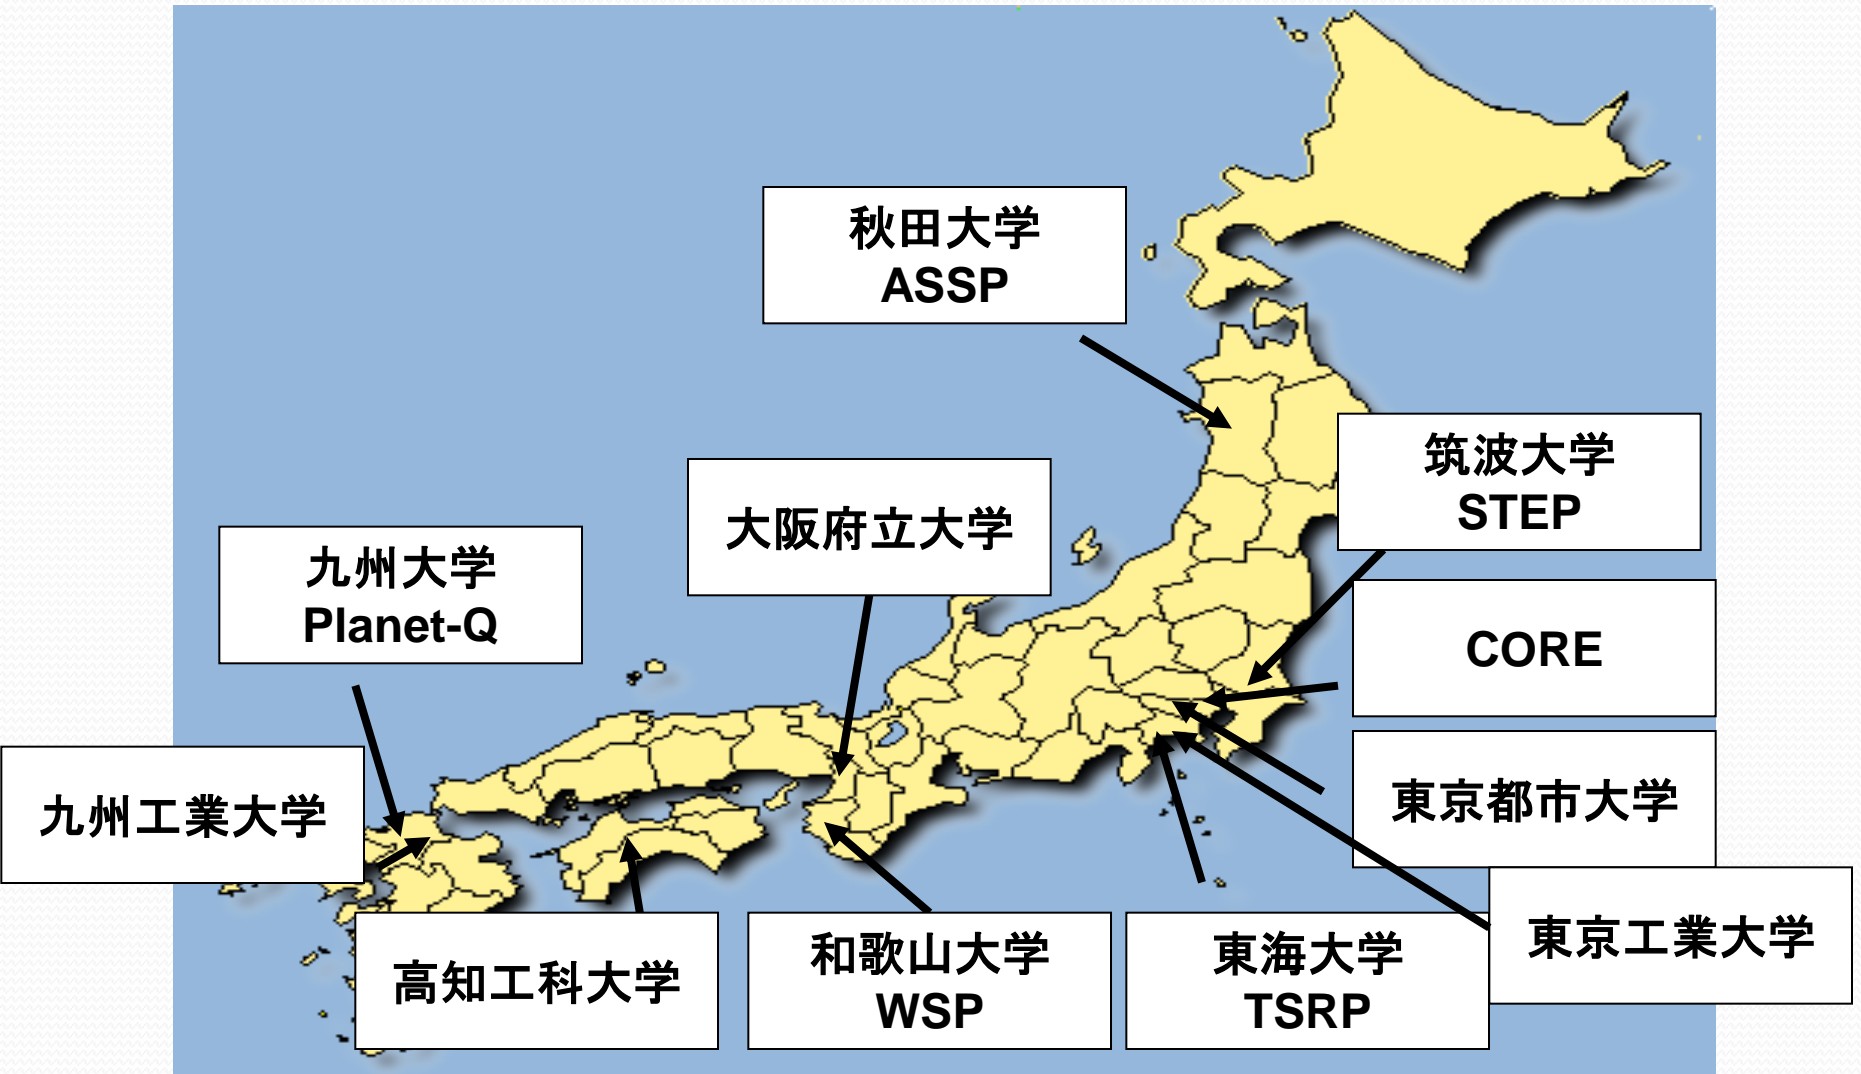 秋田大学
ASSP
筑波大学
STEP
大阪府立大学
九州大学
Planet-Q
CORE
九州工業大学
東京都市大学
高知工科大学
和歌山大学
WSP
東海大学
TSRP
東京工業大学